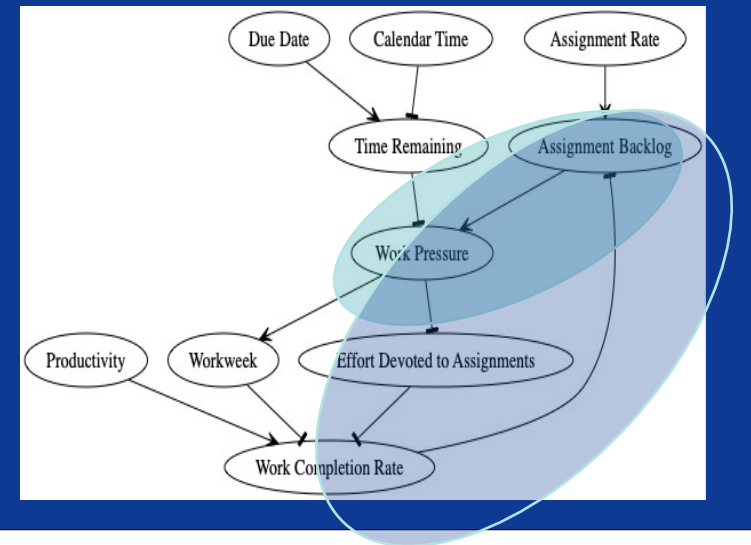 Due Date
Calendar Time
Assignment Rate
Time Remaining
Assignment Backlog
Work Pressure
Productivity
Workweek
Effort Devoted to Assignments
Work Completion Rate